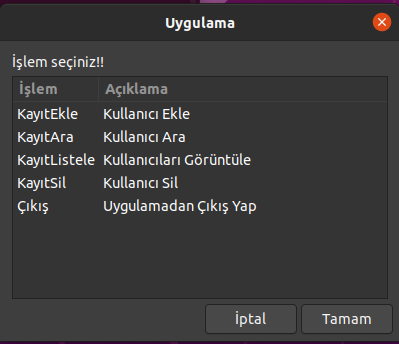 Uygulama
İşlem seçiniz!!
İşlem Açıklama
KayıtEkle Kullanıcı Ekle
KayıtAra Kullanıcı Ara
KayıtListele Kullanıcıları Görüntüle
KayıtSil Kullanıcı Sil
Çıkış Uygulamadan Çıkış Yap
İptal Tamam